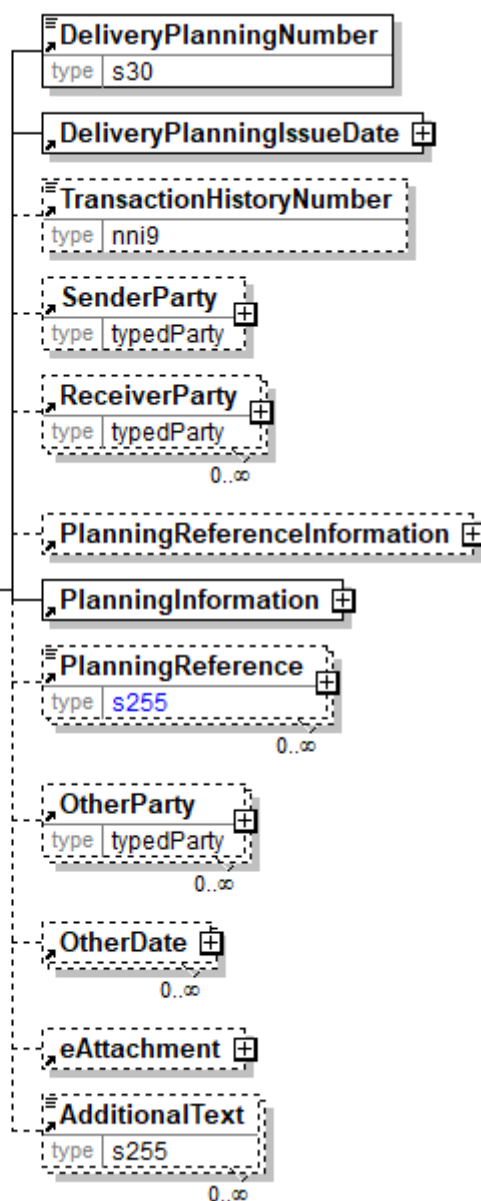 DeliveryPlanningNumber
type s30
DeliveryPlanningIssueDate
TransactionHistoryNumber
type nni9
SenderParty
type typedParty
ReceiverParty
type typedParty
0..∞
PlanningReferenceInformation
PlanningInformation
PlanningReference
type s255
0..∞
OtherParty
type typedParty
0..∞
OtherDate
0..∞
eAttachment
AdditionalText
type s255
0..∞